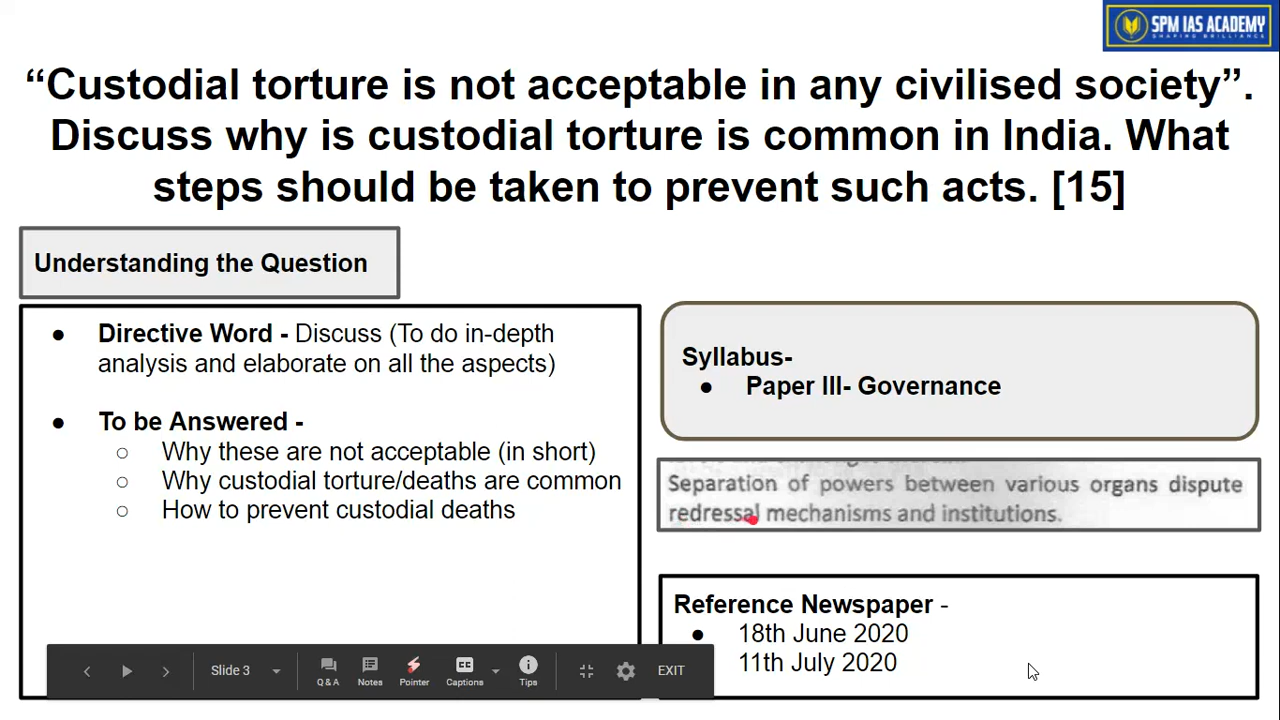 SPM IAS ACADEMY
SHAPING BRILLIANCE
“Custodial torture is not acceptable in any civilised society”.
Discuss why is custodial torture is common in India. What
steps should be taken to prevent such acts. [15]
Understanding the Question
● Directive Word - Discuss (To do in-depth
analysis and elaborate on all the aspects)
● To be Answered -
○ Why these are not acceptable (in short)
○ Why custodial torture/deaths are common
○ How to prevent custodial deaths
Syllabus-
● Paper III- Governance
Separation of powers between various organs dispute
redressal mechanisms and institutions.
Reference Newspaper -
● 18th June 2020
11th July 2020
Slide 3
Q & A
Notes
Pointer
CC
Captions
Tips
EXIT